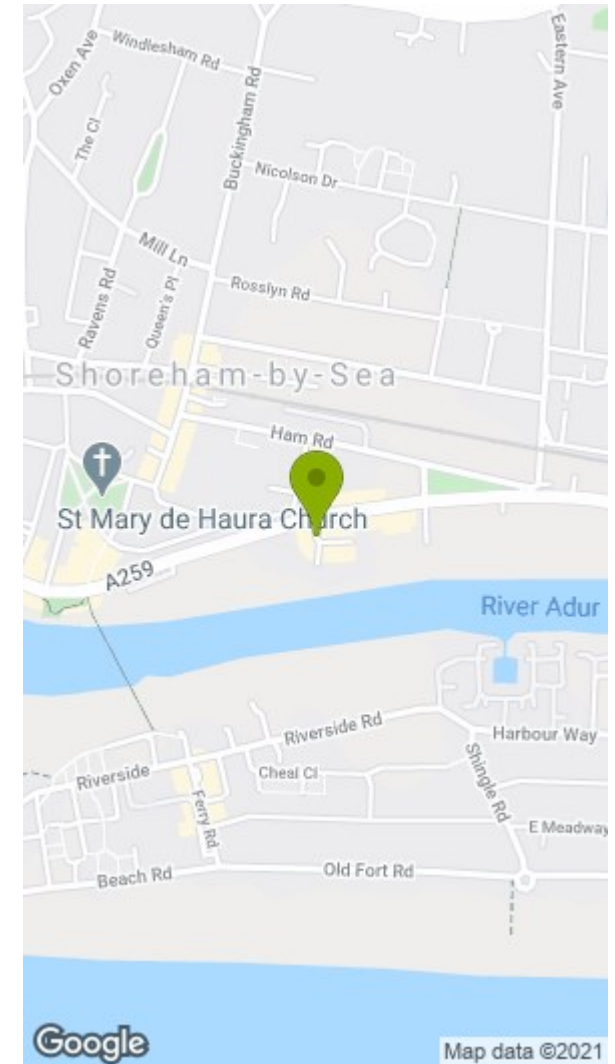 Eastern Ave
Oxen Ave
Windlesham Rd
Buckingham Rd
The Cl
Nicolson Dr
Mill Ln
Ravens Rd
Queen's Pl
Rosslyn Rd
Shoreham-by-Sea
Ham Rd
St Mary de Haura Church
A259
River Adur
Riverside Rd
Harbour Way
Shingle Rd
Riverside
Cheal Cl
Ferry Rd
E Meadway
Beach Rd
Old Fort Rd
Google
Map data ©2021